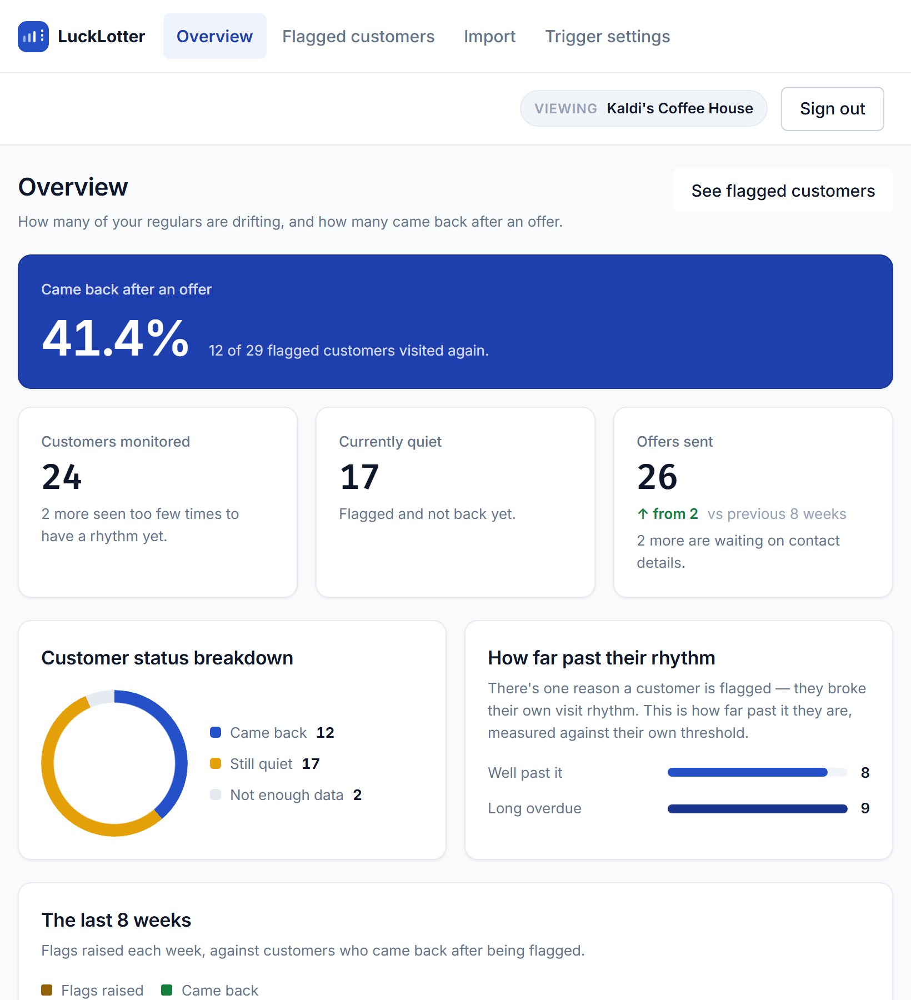 LuckLotter
Overview
Flagged customers
Import
Trigger settings
VIEWING Kaldi's Coffee House
Sign out
Overview
See flagged customers
How many of your regulars are drifting, and how many came back after an offer.
Came back after an offer
41.4% 12 of 29 flagged customers visited again.
Customers monitored
24
2 more seen too few times to
have a rhythm yet.
Currently quiet
17
Flagged and not back yet.
Offers sent
26
↑ from 2 vs previous 8 weeks
2 more are waiting on contact
details.
Customer status breakdown
Came back 12
Still quiet 17
Not enough data 2
How far past their rhythm
There's one reason a customer is flagged — they broke
their own visit rhythm. This is how far past it they are,
measured against their own threshold.
Well past it 8
Long overdue 9
The last 8 weeks
Flags raised each week, against customers who came back after being flagged.
Flags raised
Came back